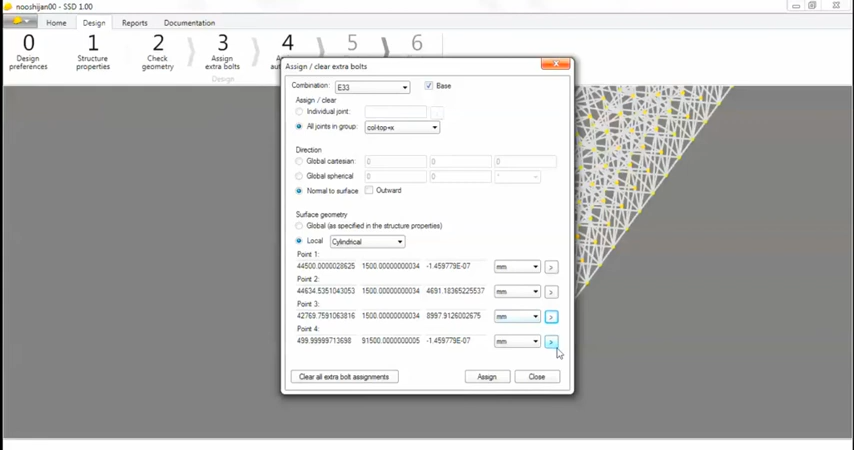 nooshijan00 - SSD 1.00
Home Design Reports Documentation
0 1 2 3 4 5 6
Design preferences
Structure properties
Check geometry
Assign extra bolts
Design
Assign / clear extra bolts
Combination: E33 Base
Assign / clear
Individual joint:
All joints in group: col-top+x
Direction
Global cartesian: 0 0 0
Global spherical 0 0 °
Normal to surface Outward
Surface geometry
Global (as specified in the structure properties)
Local Cylindrical
Point 1:
44500.0000028625 1500.00000000034 -1.459779E-07 mm >
Point 2:
44634.5351043053 1500.00000000034 4691.18365225537 mm >
Point 3:
42769.7591063816 1500.00000000034 8997.9126002675 mm >
Point 4:
499.99999713698 91500.0000000005 -1.459779E-07 mm >
Clear all extra bolt assignments Assign Close